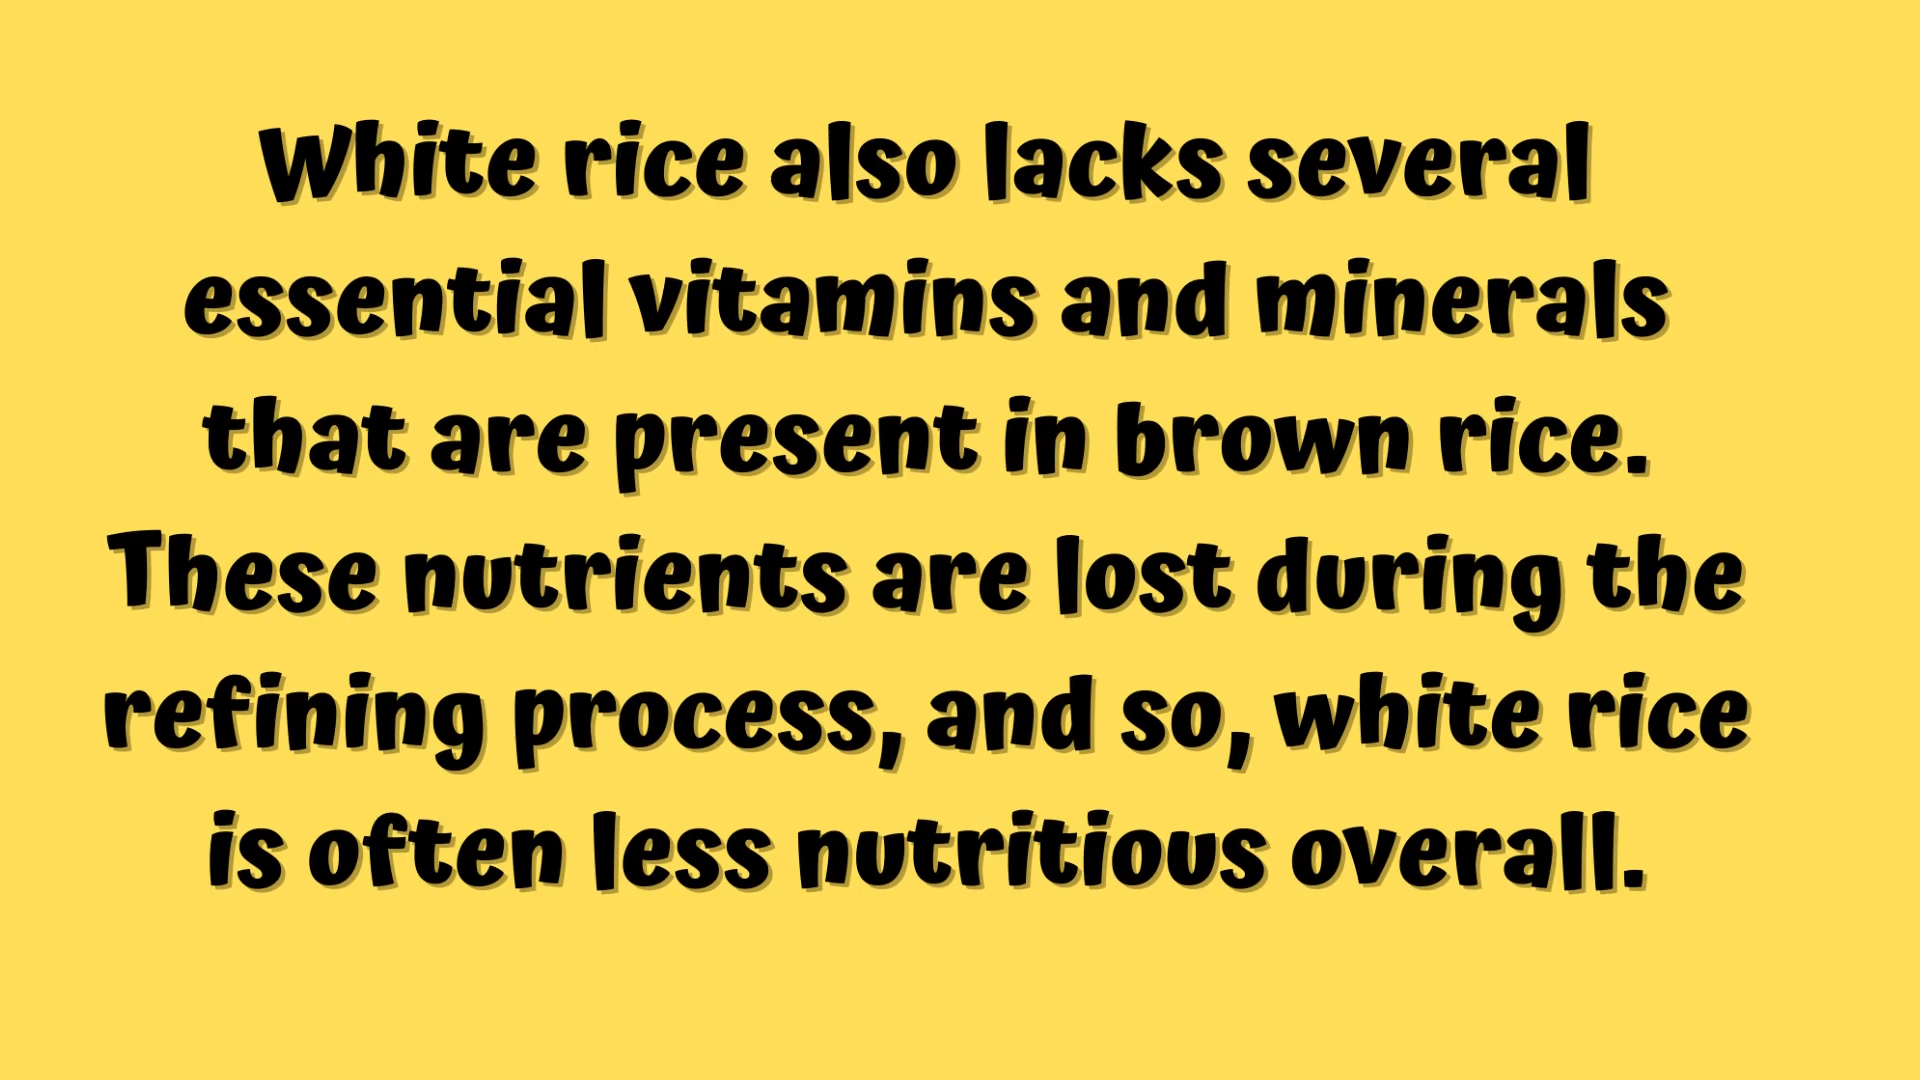 White rice also lacks several
essential vitamins and minerals
that are present in brown rice.
These nutrients are lost during the
refining process, and so, white rice
is often less nutritious overall.